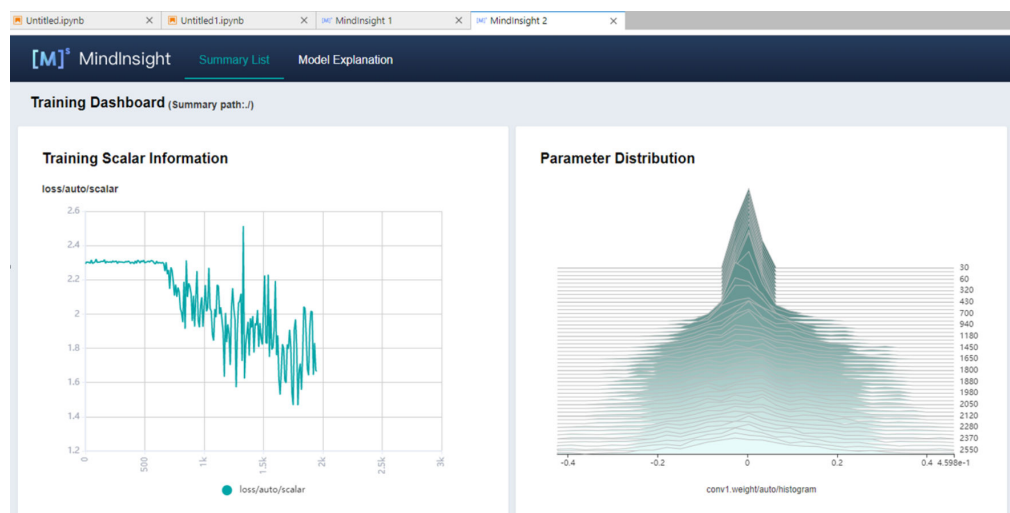 Untitled.ipynb × Untitled1.ipynb × MindInsight 1 × MindInsight 2 ×
[M]ˢ MindInsight Summary List Model Explanation
Training Dashboard (Summary path:./)
Training Scalar Information
loss/auto/scalar
2.6
2.4
2.2
2
1.8
1.6
1.4
1.2
0 500 1k 1.5k 2k 2.5k 3k
loss/auto/scalar
Parameter Distribution
30
60
320
430
700
940
1180
1450
1650
1800
1880
1980
2050
2120
2280
2370
2550
-0.4 -0.2 0 0.2 0.4 4.598e-1
conv1.weight/auto/histogram